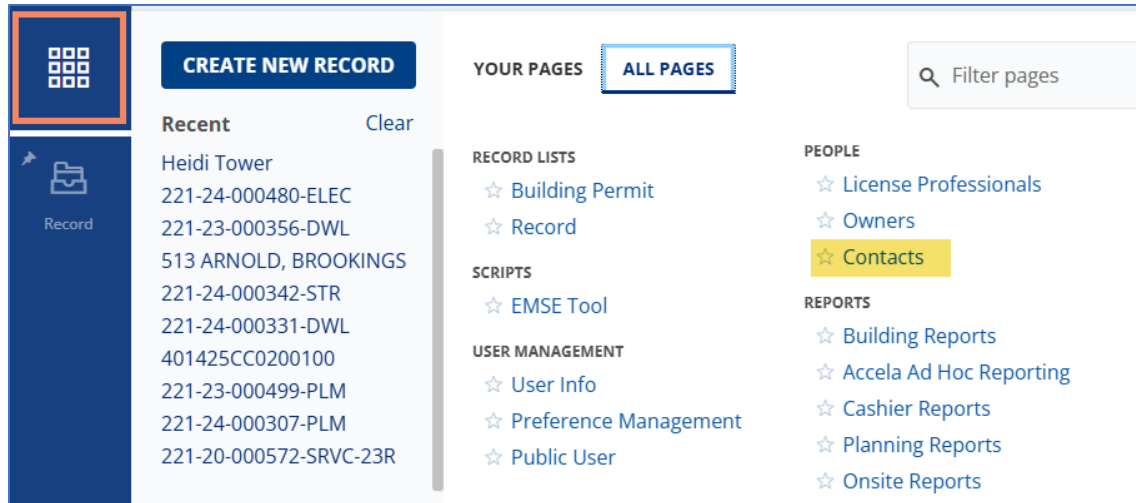 CREATE NEW RECORD
Recent Clear
Heidi Tower
221-24-000480-ELEC
221-23-000356-DWL
513 ARNOLD, BROOKINGS
221-24-000342-STR
221-24-000331-DWL
401425CC0200100
221-23-000499-PLM
221-24-000307-PLM
221-20-000572-SRVC-23R
Record
YOUR PAGES ALL PAGES
Filter pages
RECORD LISTS
Building Permit
Record
SCRIPTS
EMSE Tool
USER MANAGEMENT
User Info
Preference Management
Public User
PEOPLE
License Professionals
Owners
Contacts
REPORTS
Building Reports
Accela Ad Hoc Reporting
Cashier Reports
Planning Reports
Onsite Reports